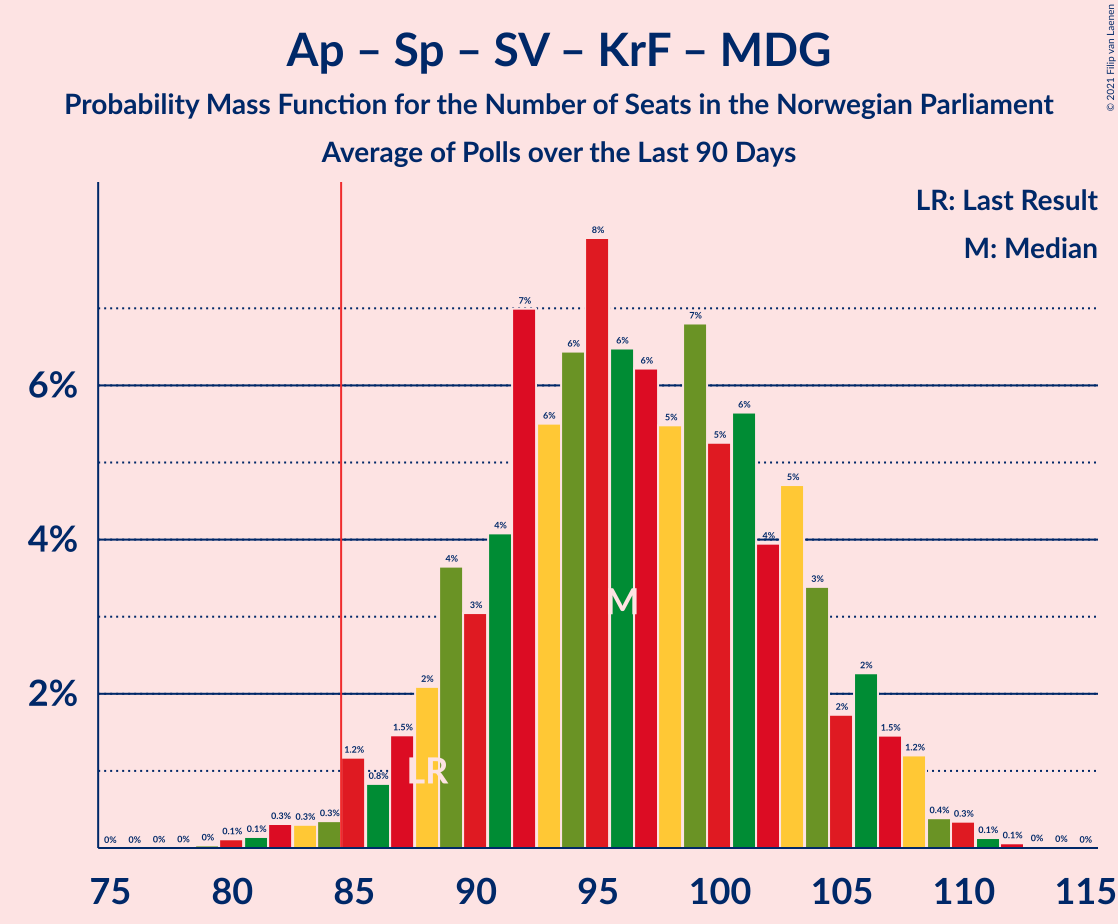 Ap – Sp – SV – KrF – MDG
Probability Mass Function for the Number of Seats in the Norwegian Parliament
Average of Polls over the Last 90 Days
© 2021 Filip van Laenen
LR: Last Result
M: Median
6%
4%
2%
0% 0% 0% 0% 0% 0.1% 0.1% 0.3% 0.3% 0.3% 1.2% 0.8% 1.5% 2% 4% 3% 4% 7% 6% 6% 8% 6% 6% 5% 7% 5% 6% 4% 5% 3% 2% 2% 1.5% 1.2% 0.4% 0.3% 0.1% 0.1% 0% 0% 0%
LR
M
75 80 85 90 95 100 105 110 115